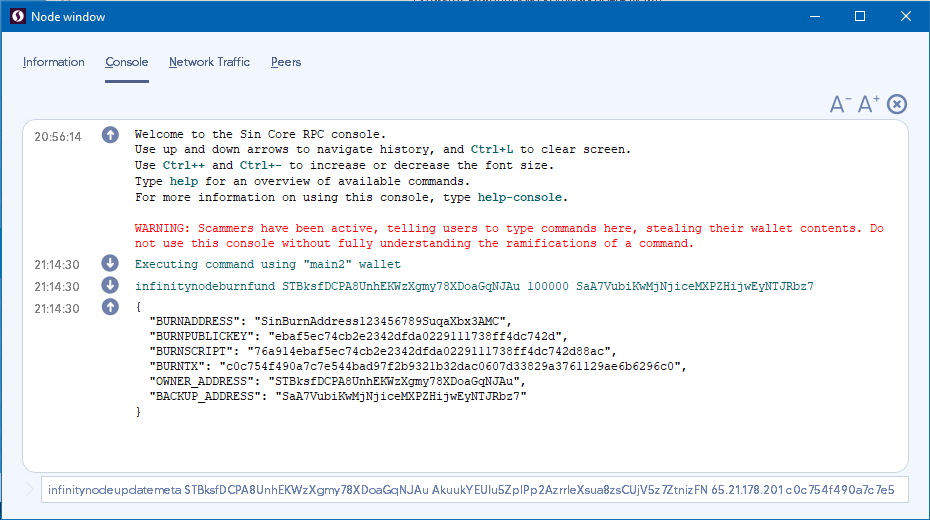 Node window
Information Console Network Traffic Peers
A- A+
20:56:14 Welcome to the Sin Core RPC console.
Use up and down arrows to navigate history, and Ctrl+L to clear screen.
Use Ctrl++ and Ctrl+- to increase or decrease the font size.
Type help for an overview of available commands.
For more information on using this console, type help-console.
WARNING: Scammers have been active, telling users to type commands here, stealing their wallet contents. Do
not use this console without fully understanding the ramifications of a command.
21:14:30 Executing command using "main2" wallet
21:14:30 infinitynodeburnfund STBksfDCPA8UnhEKWzXgmy78XDoaGqNJAu 100000 SaA7VubiKwMjNjiceMXPZHijwEyNTJRbz7
21:14:30 {
"BURNADDRESS": "SinBurnAddress123456789SuqaXbx3AMC",
"BURNPUBLICKEY": "ebaf5ec74cb2e2342dfda0229111738ff4dc742d",
"BURNSCRIPT": "76a914ebaf5ec74cb2e2342dfda0229111738ff4dc742d88ac",
"BURNTX": "c0c754f490a7c7e544bad97f2b9321b32dac0607d33829a3761129ae6b6296c0",
"OWNER_ADDRESS": "STBksfDCPA8UnhEKWzXgmy78XDoaGqNJAu",
"BACKUP_ADDRESS": "SaA7VubiKwMjNjiceMXPZHijwEyNTJRbz7"
}
infinitynodeupdatemeta STBksfDCPA8UnhEKWzXgmy78XDoaGqNJAu AkuukYEUIu5ZpIPp2AzrrIeXsua8zsCUjV5z7ZtnizFN 65.21.178.201 c0c754f490a7c7e5